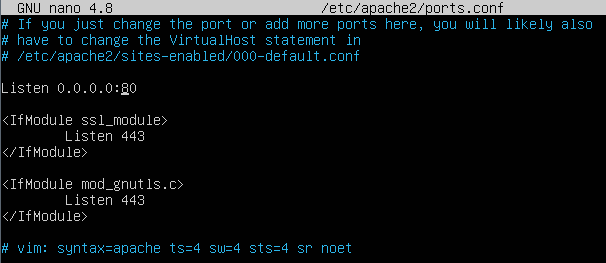 GNU nano 4.8 /etc/apache2/ports.conf
# If you just change the port or add more ports here, you will likely also
# have to change the VirtualHost statement in
# /etc/apache2/sites-enabled/000-default.conf
Listen 0.0.0.0:80
<IfModule ssl_module>
Listen 443
</IfModule>
<IfModule mod_gnutls.c>
Listen 443
</IfModule>
# vim: syntax=apache ts=4 sw=4 sts=4 sr noet